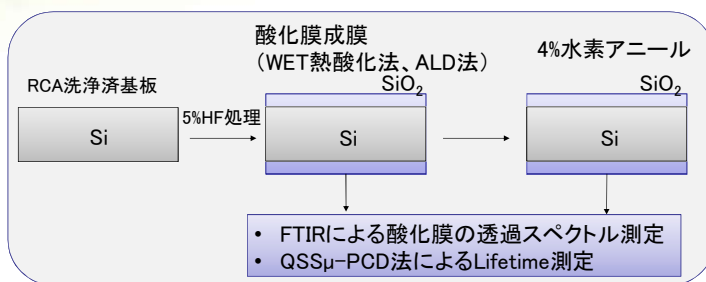 酸化膜成膜
(WET熱酸化法、ALD法)
4%水素アニール
RCA洗浄済基板
SiO2
SiO2
5%HF処理
Si
Si
Si
• FTIRによる酸化膜の透過スペクトル測定
• QSSμ-PCD法によるLifetime測定